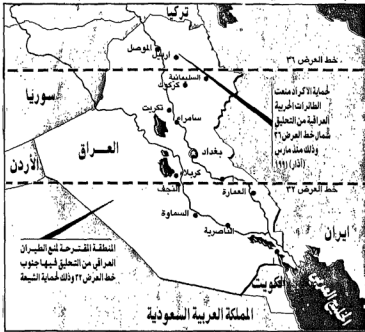 تركيا
الموصل
اربيل
خط العرض ٣٦
السليمانية
كركوك
سوريا
تكريت
سامراء
لحماية الاكراد منعت
الطائرات الحربية
العراقية من التحليق
شمال خط العرض ٣٦
وذلك منذ مارس
(آذار) ١٩٩١
العراق
بغداد
الأردن
كربلاء
خط العرض ٣٢
النجف
العمارة
السماوة
الناصرية
ايران
المنطقة المقترحة لمنع الطيران
العراقي من التحليق فيها جنوب
خط العرض ٣٢ وذلك لحماية الشيعة
الكويت
الخليج العربي
المملكة العربية السعودية